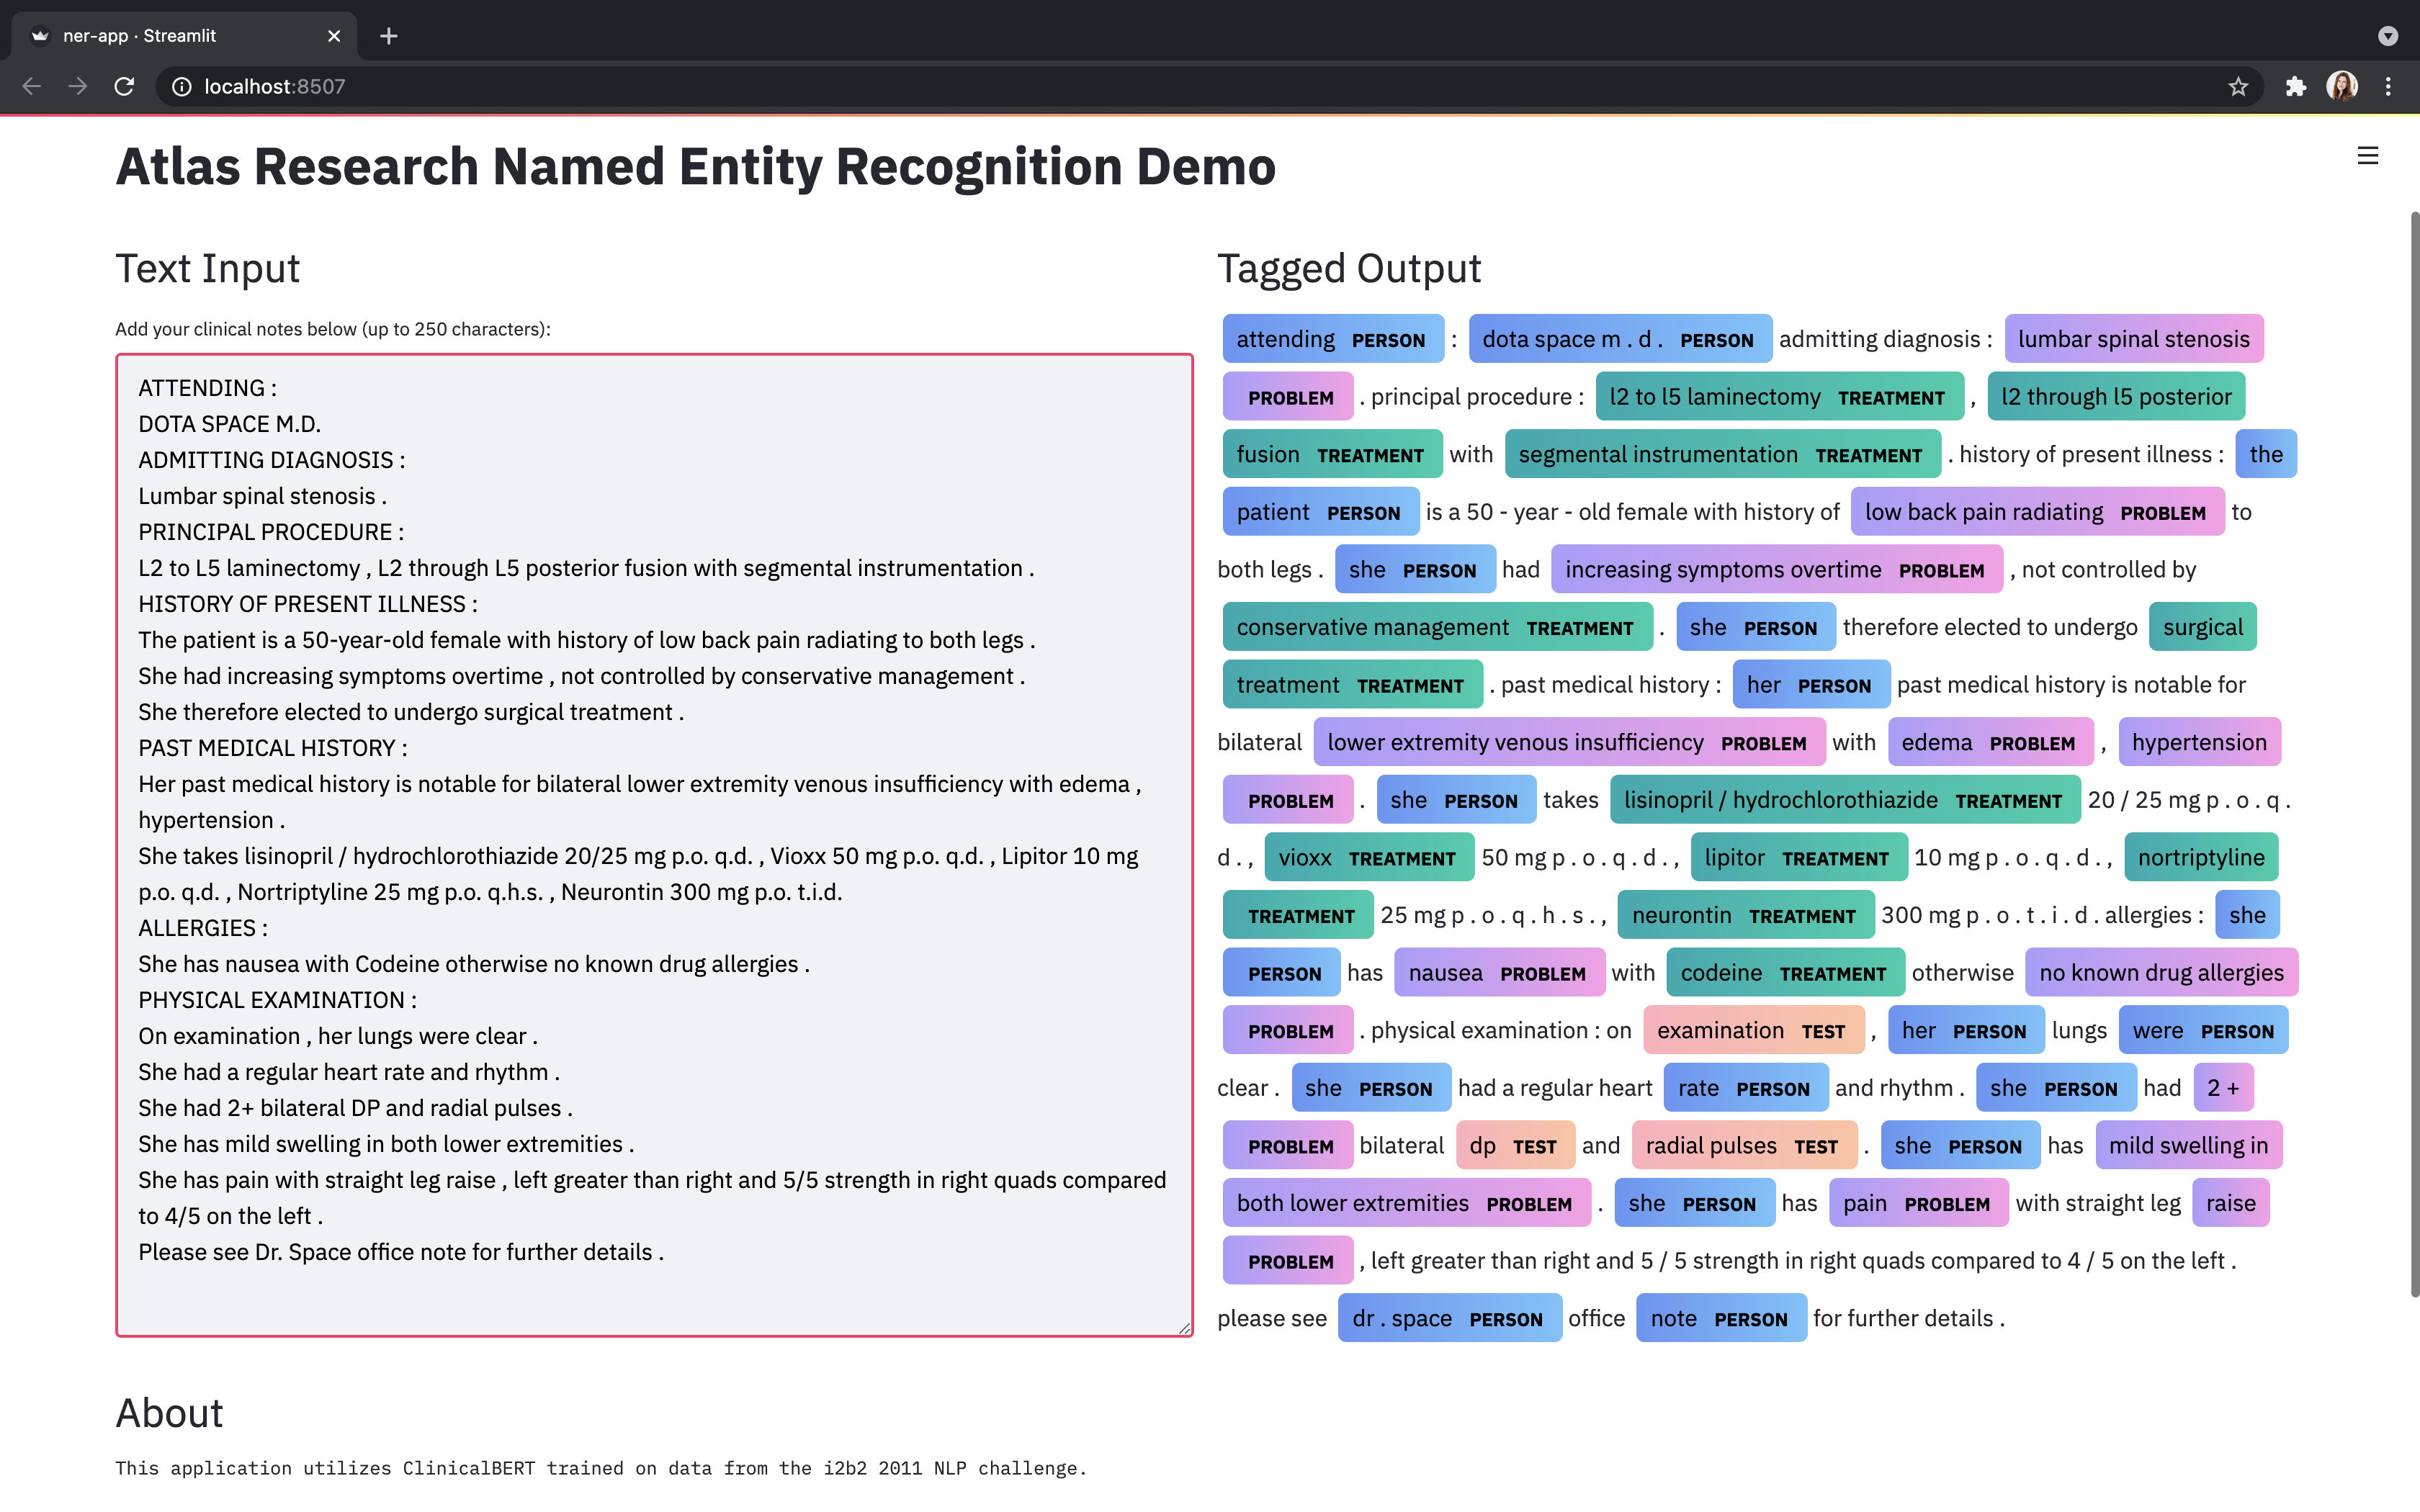 ner-app · Streamlit
localhost:8507
Atlas Research Named Entity Recognition Demo
Text Input
Add your clinical notes below (up to 250 characters):
ATTENDING :
DOTA SPACE M.D.
ADMITTING DIAGNOSIS :
Lumbar spinal stenosis .
PRINCIPAL PROCEDURE :
L2 to L5 laminectomy , L2 through L5 posterior fusion with segmental instrumentation .
HISTORY OF PRESENT ILLNESS :
The patient is a 50-year-old female with history of low back pain radiating to both legs .
She had increasing symptoms overtime , not controlled by conservative management .
She therefore elected to undergo surgical treatment .
PAST MEDICAL HISTORY :
Her past medical history is notable for bilateral lower extremity venous insufficiency with edema ,
hypertension .
She takes lisinopril / hydrochlorothiazide 20/25 mg p.o. q.d. , Vioxx 50 mg p.o. q.d. , Lipitor 10 mg
p.o. q.d. , Nortriptyline 25 mg p.o. q.h.s. , Neurontin 300 mg p.o. t.i.d.
ALLERGIES :
She has nausea with Codeine otherwise no known drug allergies .
PHYSICAL EXAMINATION :
On examination , her lungs were clear .
She had a regular heart rate and rhythm .
She had 2+ bilateral DP and radial pulses .
She has mild swelling in both lower extremities .
She has pain with straight leg raise , left greater than right and 5/5 strength in right quads compared
to 4/5 on the left .
Please see Dr. Space office note for further details .
Tagged Output
attending PERSON : dota space m . d . PERSON admitting diagnosis : lumbar spinal stenosis
PROBLEM . principal procedure : l2 to l5 laminectomy TREATMENT , l2 through l5 posterior
fusion TREATMENT with segmental instrumentation TREATMENT . history of present illness : the
patient PERSON is a 50 - year - old female with history of low back pain radiating PROBLEM to
both legs . she PERSON had increasing symptoms overtime PROBLEM , not controlled by
conservative management TREATMENT . she PERSON therefore elected to undergo surgical
treatment TREATMENT . past medical history : her PERSON past medical history is notable for
bilateral lower extremity venous insufficiency PROBLEM with edema PROBLEM , hypertension
PROBLEM . she PERSON takes lisinopril / hydrochlorothiazide TREATMENT 20 / 25 mg p . o . q .
d . , vioxx TREATMENT 50 mg p . o . q . d . , lipitor TREATMENT 10 mg p . o . q . d . , nortriptyline
TREATMENT 25 mg p . o . q . h . s . , neurontin TREATMENT 300 mg p . o . t . i . d . allergies : she
PERSON has nausea PROBLEM with codeine TREATMENT otherwise no known drug allergies
PROBLEM . physical examination : on examination TEST , her PERSON lungs were PERSON
clear . she PERSON had a regular heart rate PERSON and rhythm . she PERSON had 2 +
PROBLEM bilateral dp TEST and radial pulses TEST . she PERSON has mild swelling in
both lower extremities PROBLEM . she PERSON has pain PROBLEM with straight leg raise
PROBLEM , left greater than right and 5 / 5 strength in right quads compared to 4 / 5 on the left .
please see dr . space PERSON office note PERSON for further details .
About
This application utilizes ClinicalBERT trained on data from the i2b2 2011 NLP challenge.